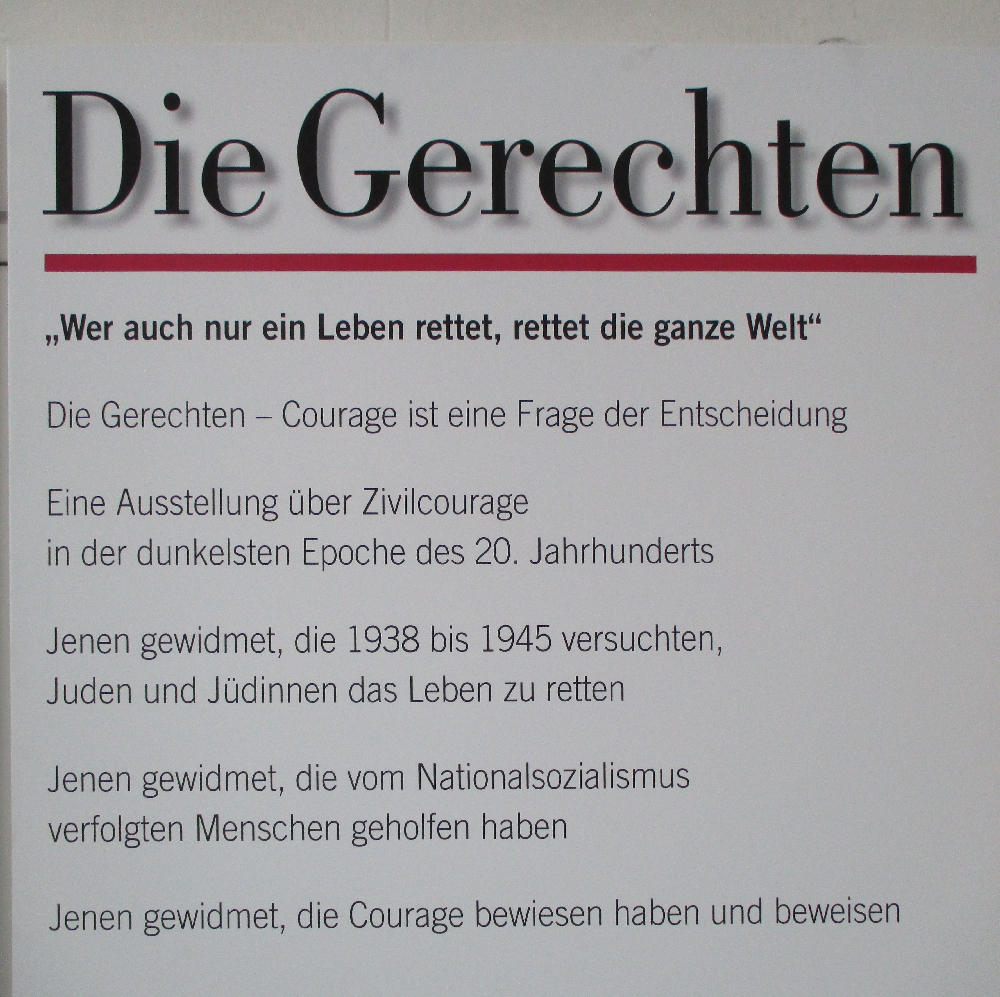 Die Gerechten
„Wer auch nur ein Leben rettet, rettet die ganze Welt“
Die Gerechten – Courage ist eine Frage der Entscheidung
Eine Ausstellung über Zivilcourage
in der dunkelsten Epoche des 20. Jahrhunderts
Jenen gewidmet, die 1938 bis 1945 versuchten,
Juden und Jüdinnen das Leben zu retten
Jenen gewidmet, die vom Nationalsozialismus
verfolgten Menschen geholfen haben
Jenen gewidmet, die Courage bewiesen haben und beweisen